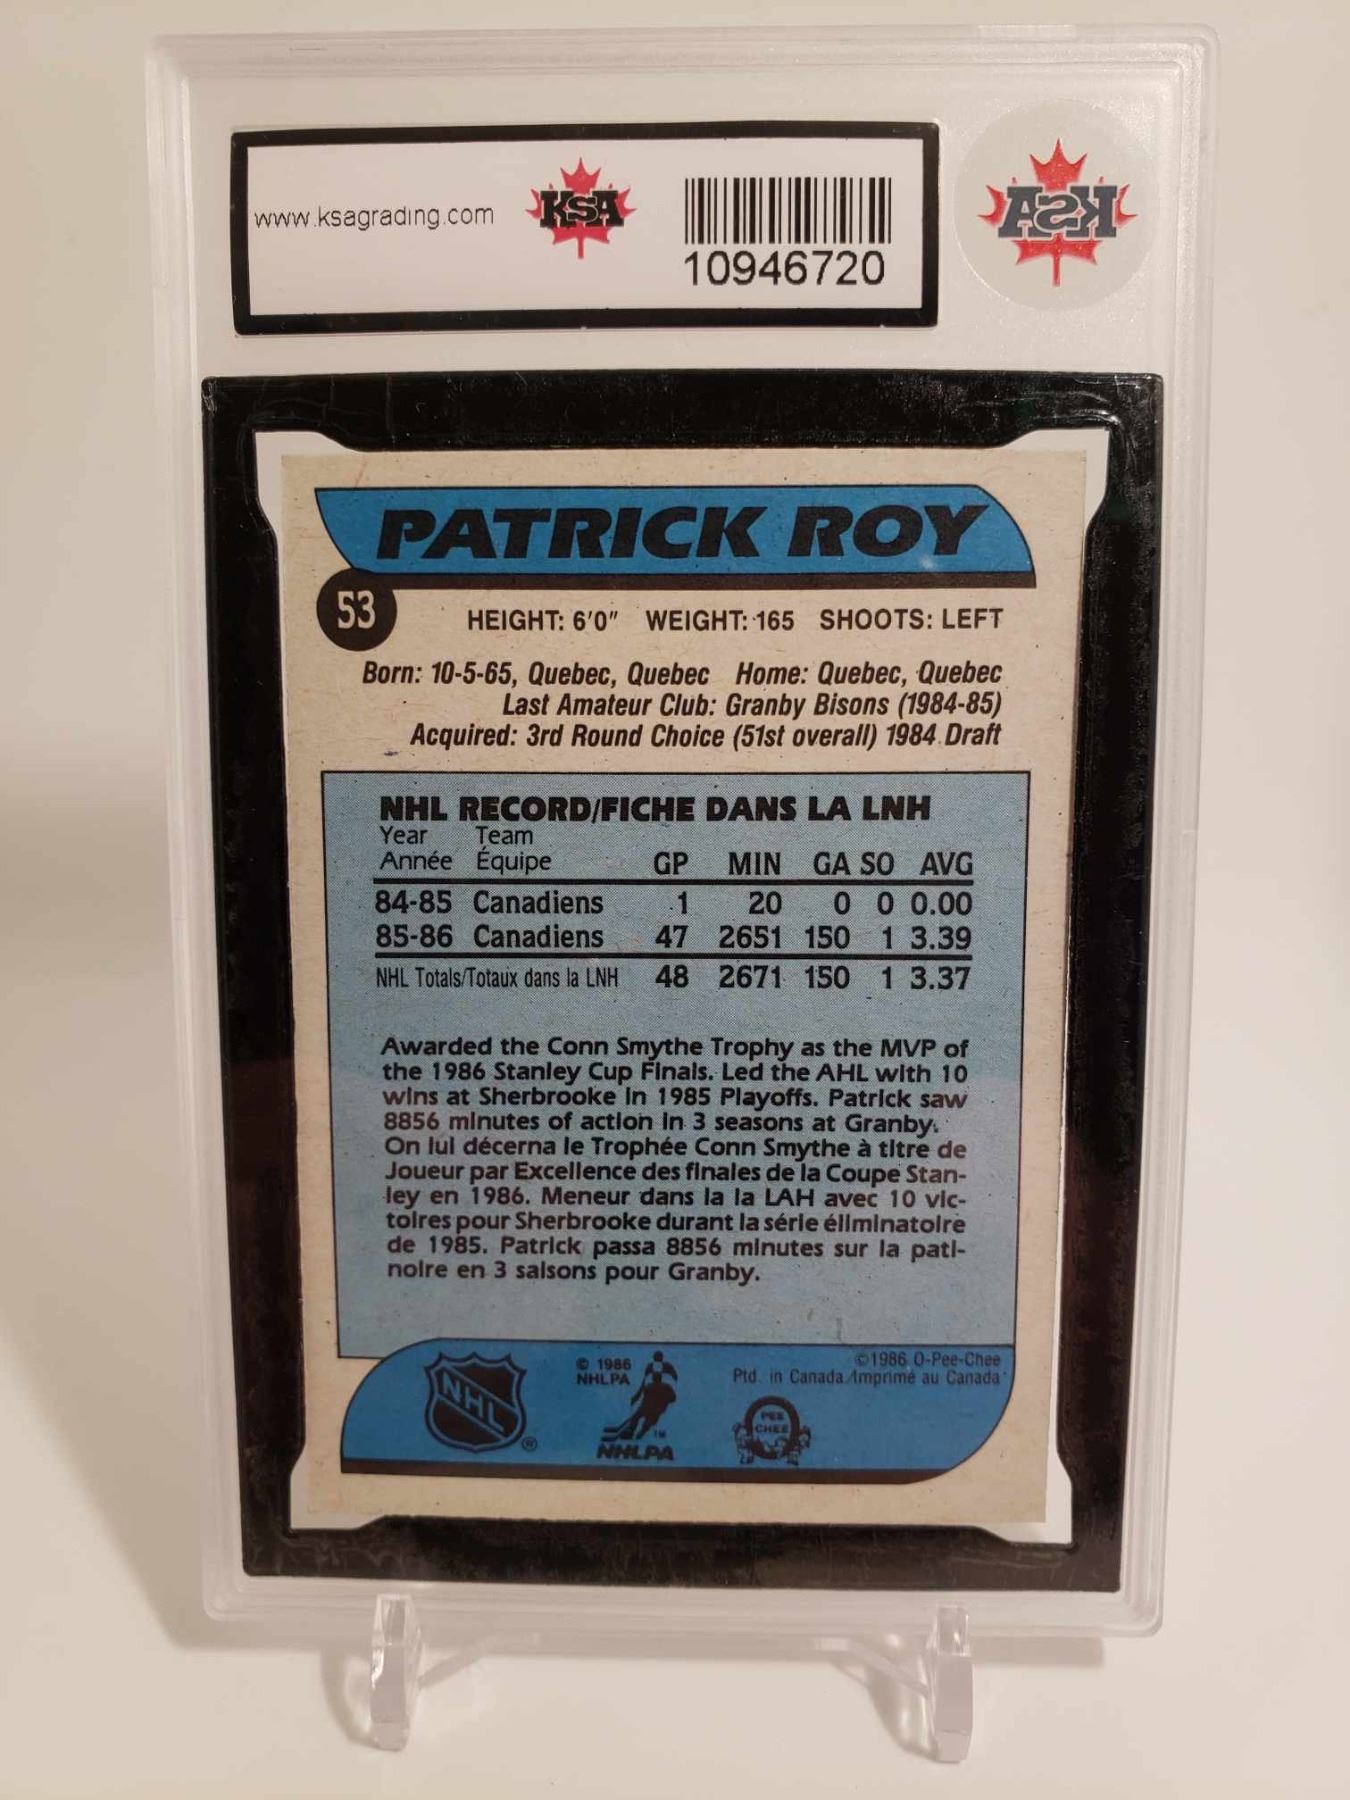 www.ksagrading.com
KSA
10946720
KSA
PATRICK ROY
53
HEIGHT: 6'0" WEIGHT: 165 SHOOTS: LEFT
Born: 10-5-65, Quebec, Quebec Home: Quebec, Quebec
Last Amateur Club: Granby Bisons (1984-85)
Acquired: 3rd Round Choice (51st overall) 1984 Draft
NHL RECORD/FICHE DANS LA LNH
Year Team
Année Équipe GP MIN GA SO AVG
84-85 Canadiens 1 20 0 0 0.00
85-86 Canadiens 47 2651 150 1 3.39
NHL Totals/Totaux dans la LNH 48 2671 150 1 3.37
Awarded the Conn Smythe Trophy as the MVP of
the 1986 Stanley Cup Finals. Led the AHL with 10
wins at Sherbrooke in 1985 Playoffs. Patrick saw
8856 minutes of action in 3 seasons at Granby.
On lui décerna le Trophée Conn Smythe à titre de
Joueur par Excellence des finales de la Coupe Stan-
ley en 1986. Meneur dans la la LAH avec 10 vic-
toires pour Sherbrooke durant la série éliminatoire
de 1985. Patrick passa 8856 minutes sur la pati-
noire en 3 saisons pour Granby.
NHL ®
© 1986
NHLPA
TM
NHLPA
©1986 O-Pee-Chee
Ptd. in Canada/Imprimé au Canada
PEE
CHEE